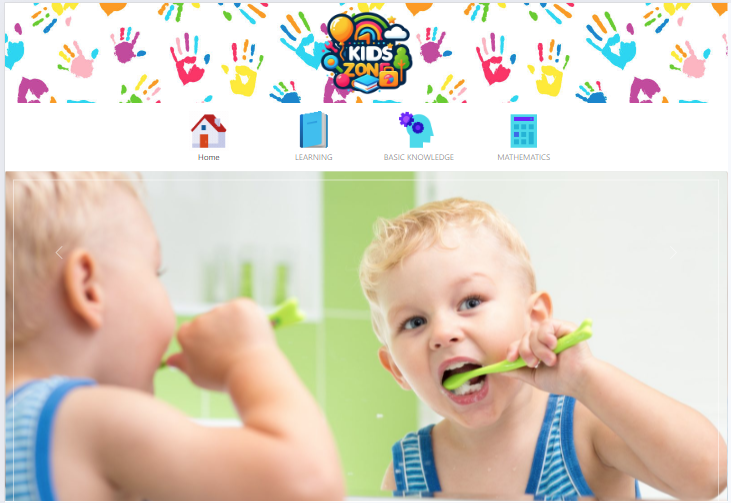 KIDS
ZONE
Home
LEARNING
BASIC KNOWLEDGE
MATHEMATICS